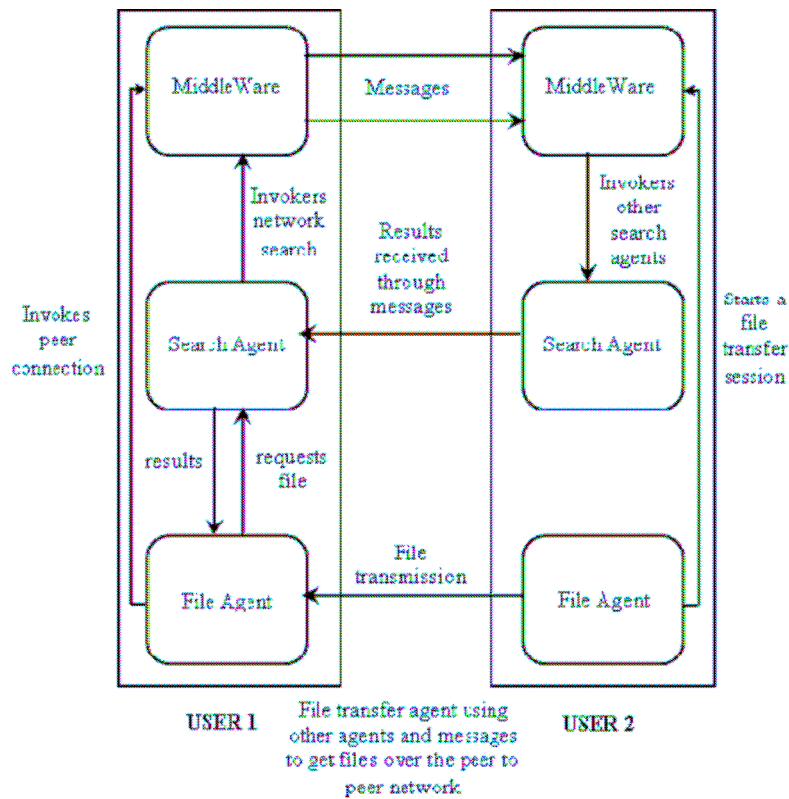 MiddleWare
Messages
MiddleWare
Invokers
network
search
Invokers
other
search
agents
Results
received
through
messages
Invokes
peer
connection
Search Agent
Search Agent
Starts a
file
transfer
session
results
requests
file
File
transmission
File Agent
File Agent
USER 1
File transfer agent using
other agents and messages
to get files over the peer to
peer network
USER 2